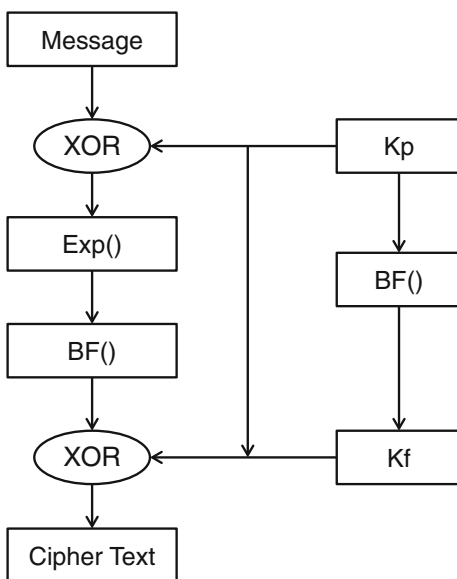 Message
XOR
Kp
Exp()
BF()
BF()
XOR
Kf
Cipher Text